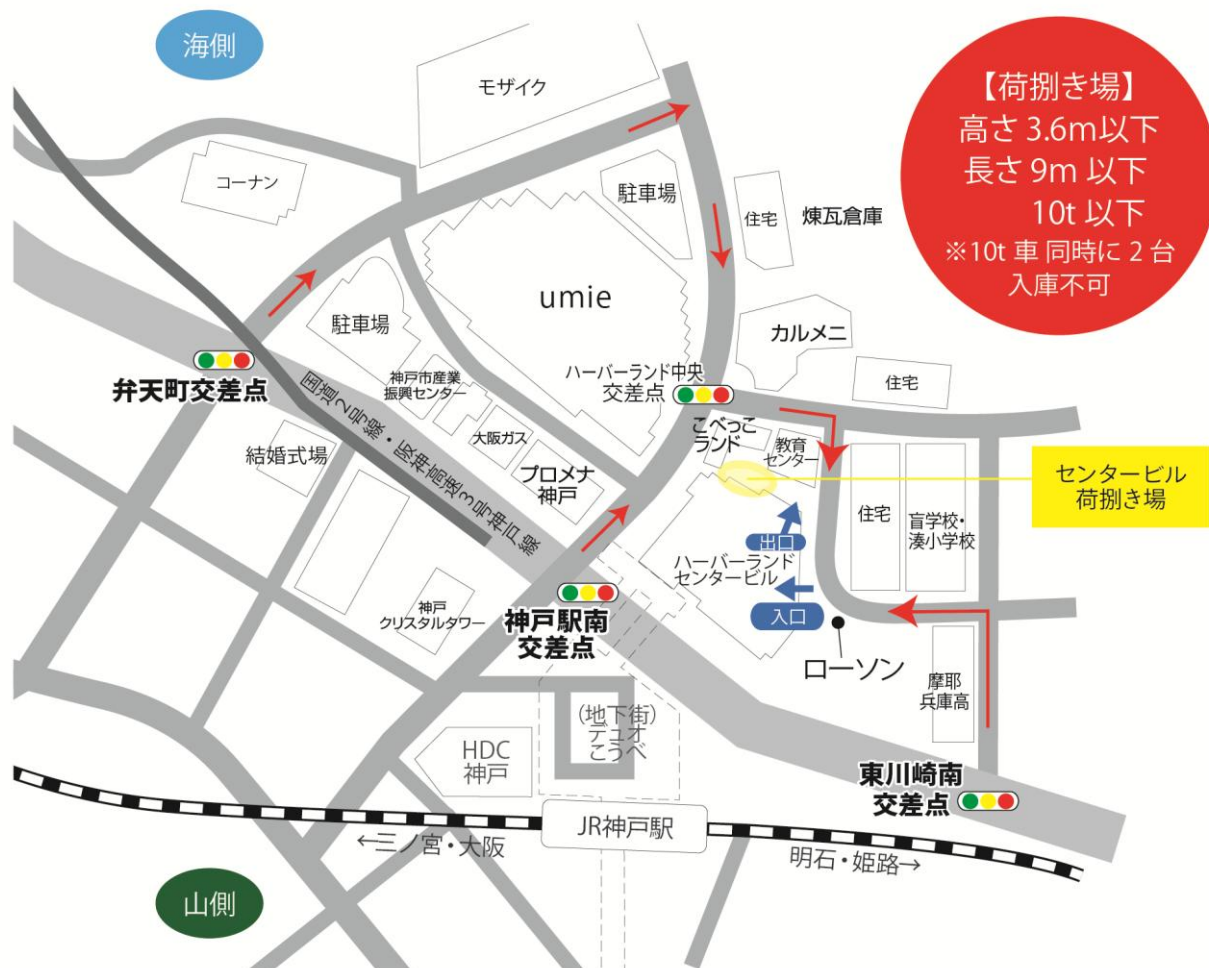 海側
モザイク
コーナン
駐車場
住宅
煉瓦倉庫
【荷捌き場】
高さ 3.6m以下
長さ 9m 以下
10t 以下
※10t 車 同時に 2 台
入庫不可
umie
駐車場
カルメニ
住宅
弁天町交差点
神戸市産業
振興センター
ハーバーランド中央
交差点
国道2号線・阪神高速3号神戸線
結婚式場
大阪ガス
プロメナ
神戸
こべっこ
ランド
教育
センター
センタービル
荷捌き場
住宅
盲学校・
湊小学校
出口
ハーバーランド
センタービル
入口
神戸
クリスタルタワー
神戸駅南
交差点
ローソン
摩耶
兵庫高
(地下街)
デュオ
こうべ
HDC
神戸
東川崎南
交差点
JR神戸駅
←三ノ宮・大阪
明石・姫路→
山側